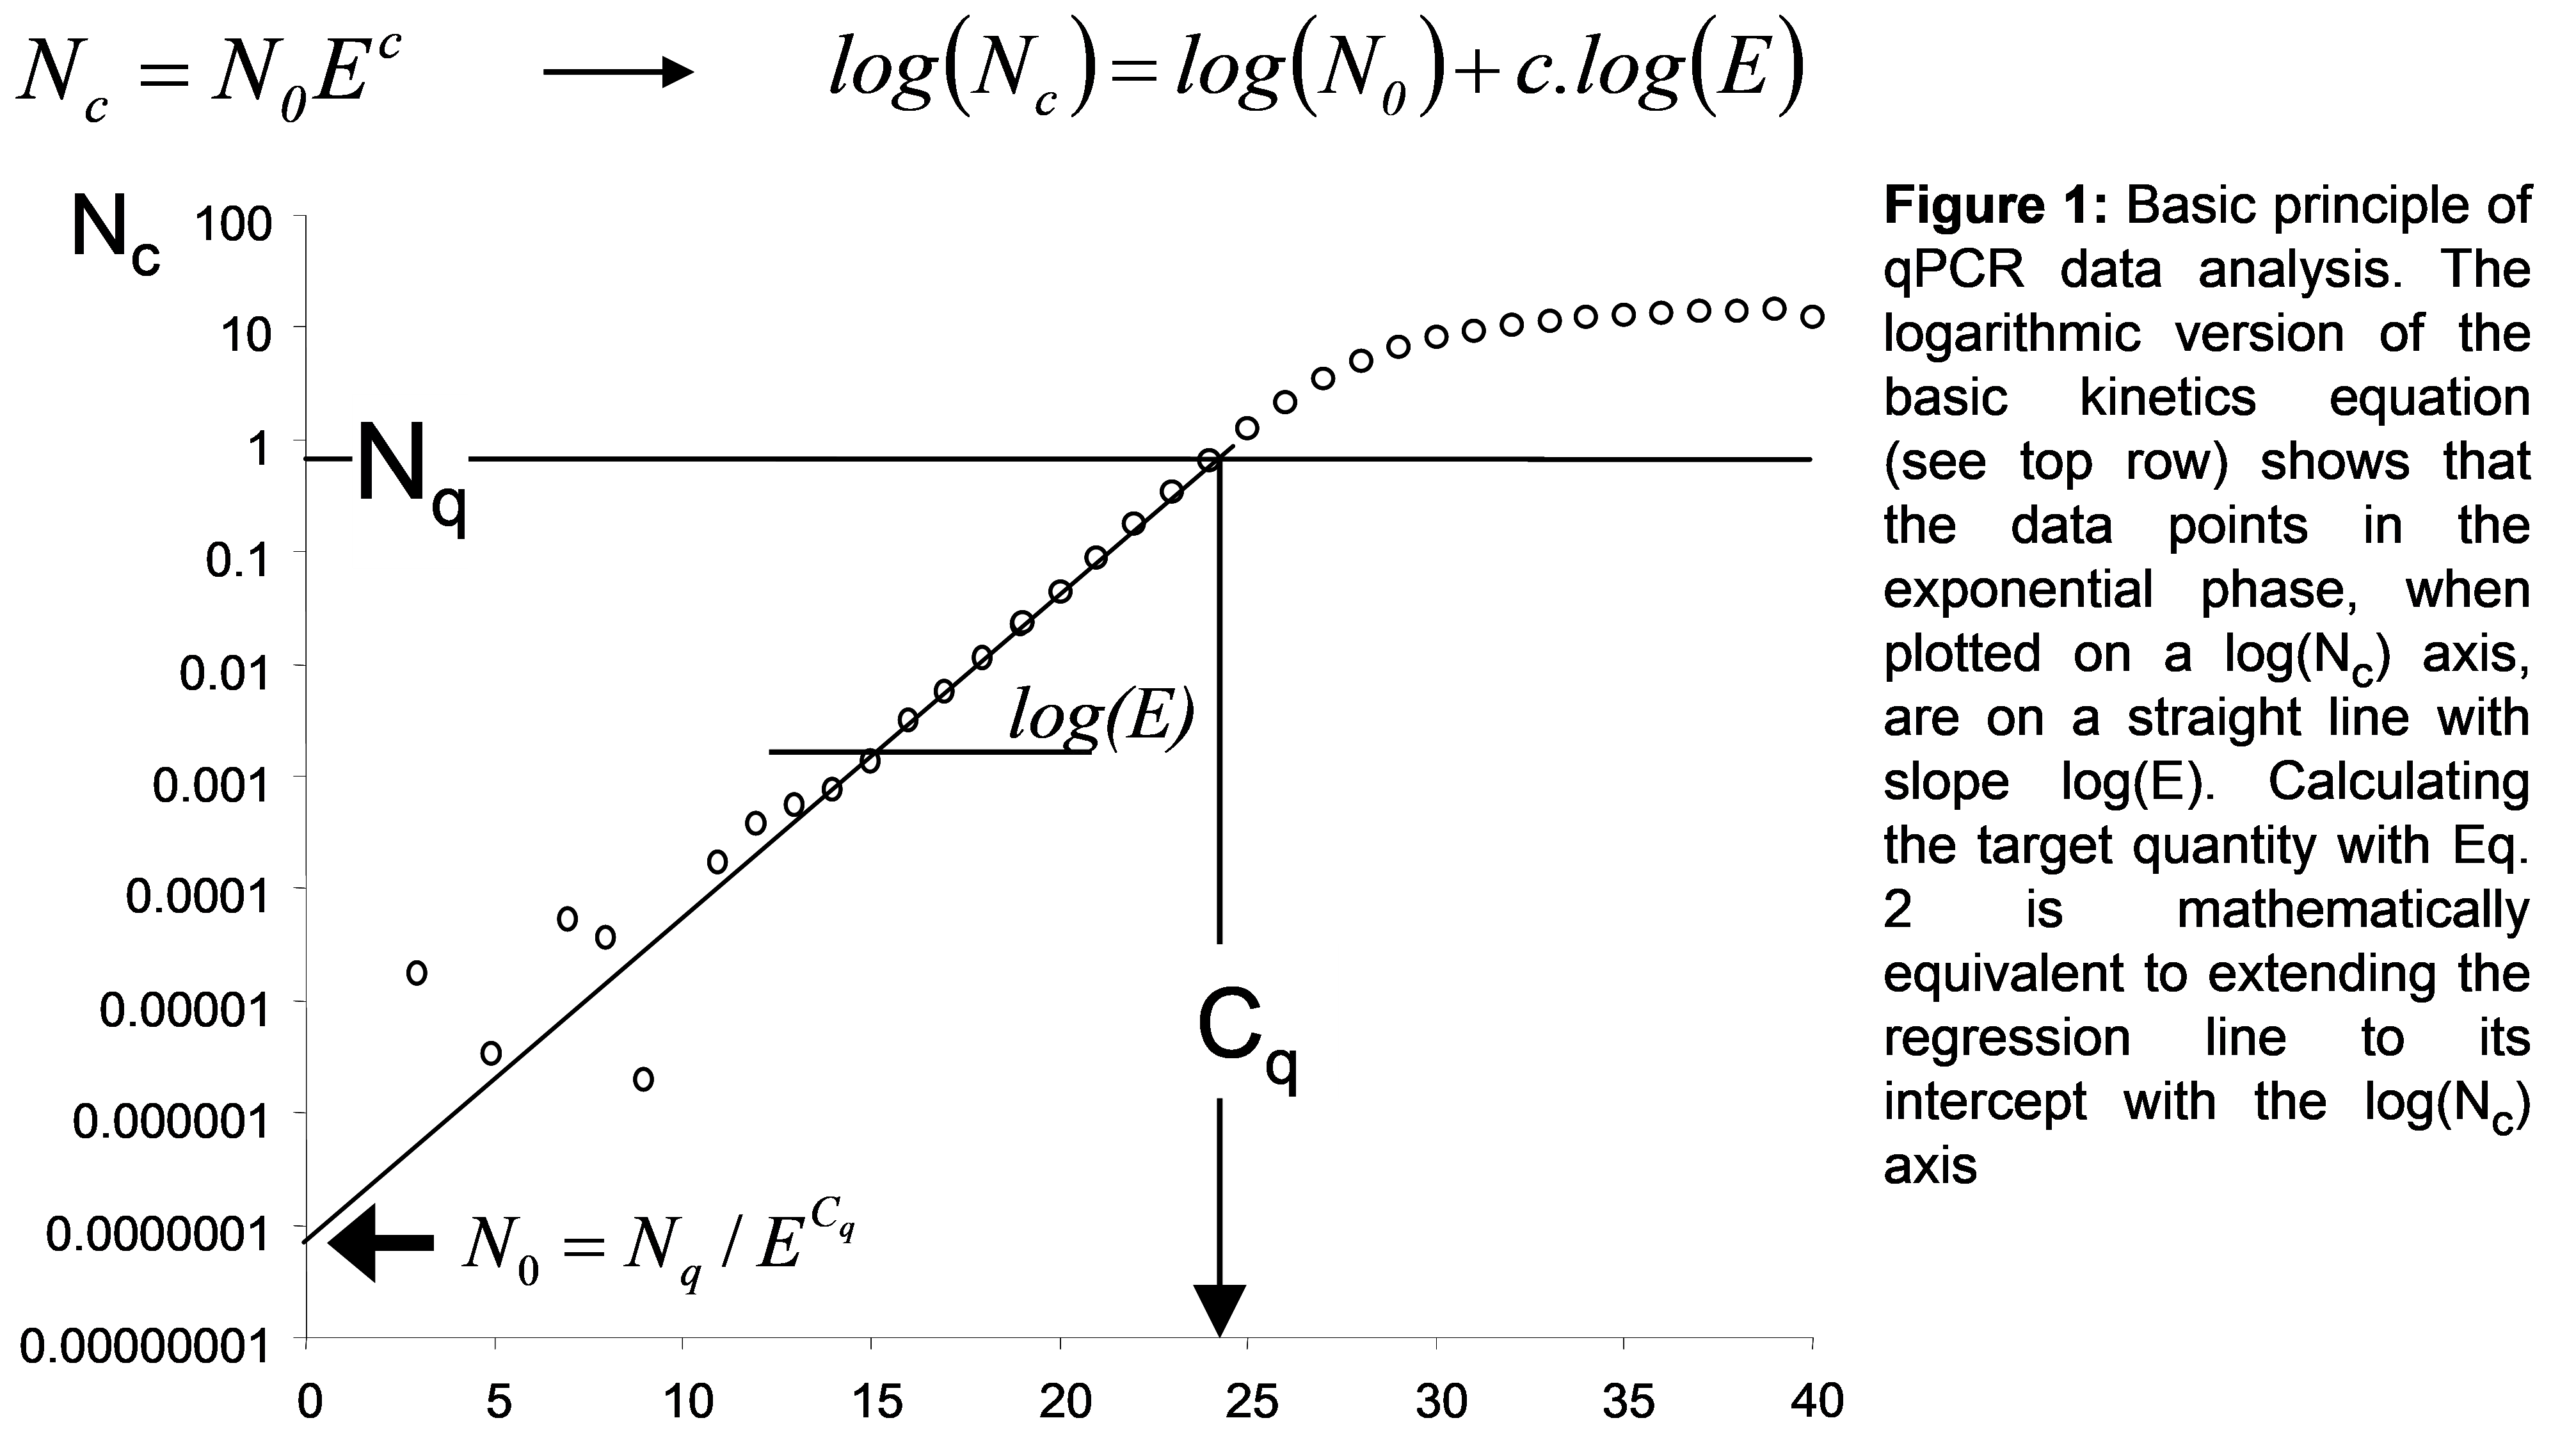 N_c = N_0 E^c → log(N_c) = log(N_0) + c.log(E)
N_c
100
10
1
0.1
0.01
0.001
0.0001
0.00001
0.000001
0.0000001
0.00000001
N_q
log(E)
C_q
N_0 = N_q / E^{C_q}
0 5 10 15 20 25 30 35 40
Figure 1: Basic principle of
qPCR data analysis. The
logarithmic version of the
basic kinetics equation
(see top row) shows that
the data points in the
exponential phase, when
plotted on a log(N_c) axis,
are on a straight line with
slope log(E). Calculating
the target quantity with Eq.
2 is mathematically
equivalent to extending the
regression line to its
intercept with the log(N_c)
axis